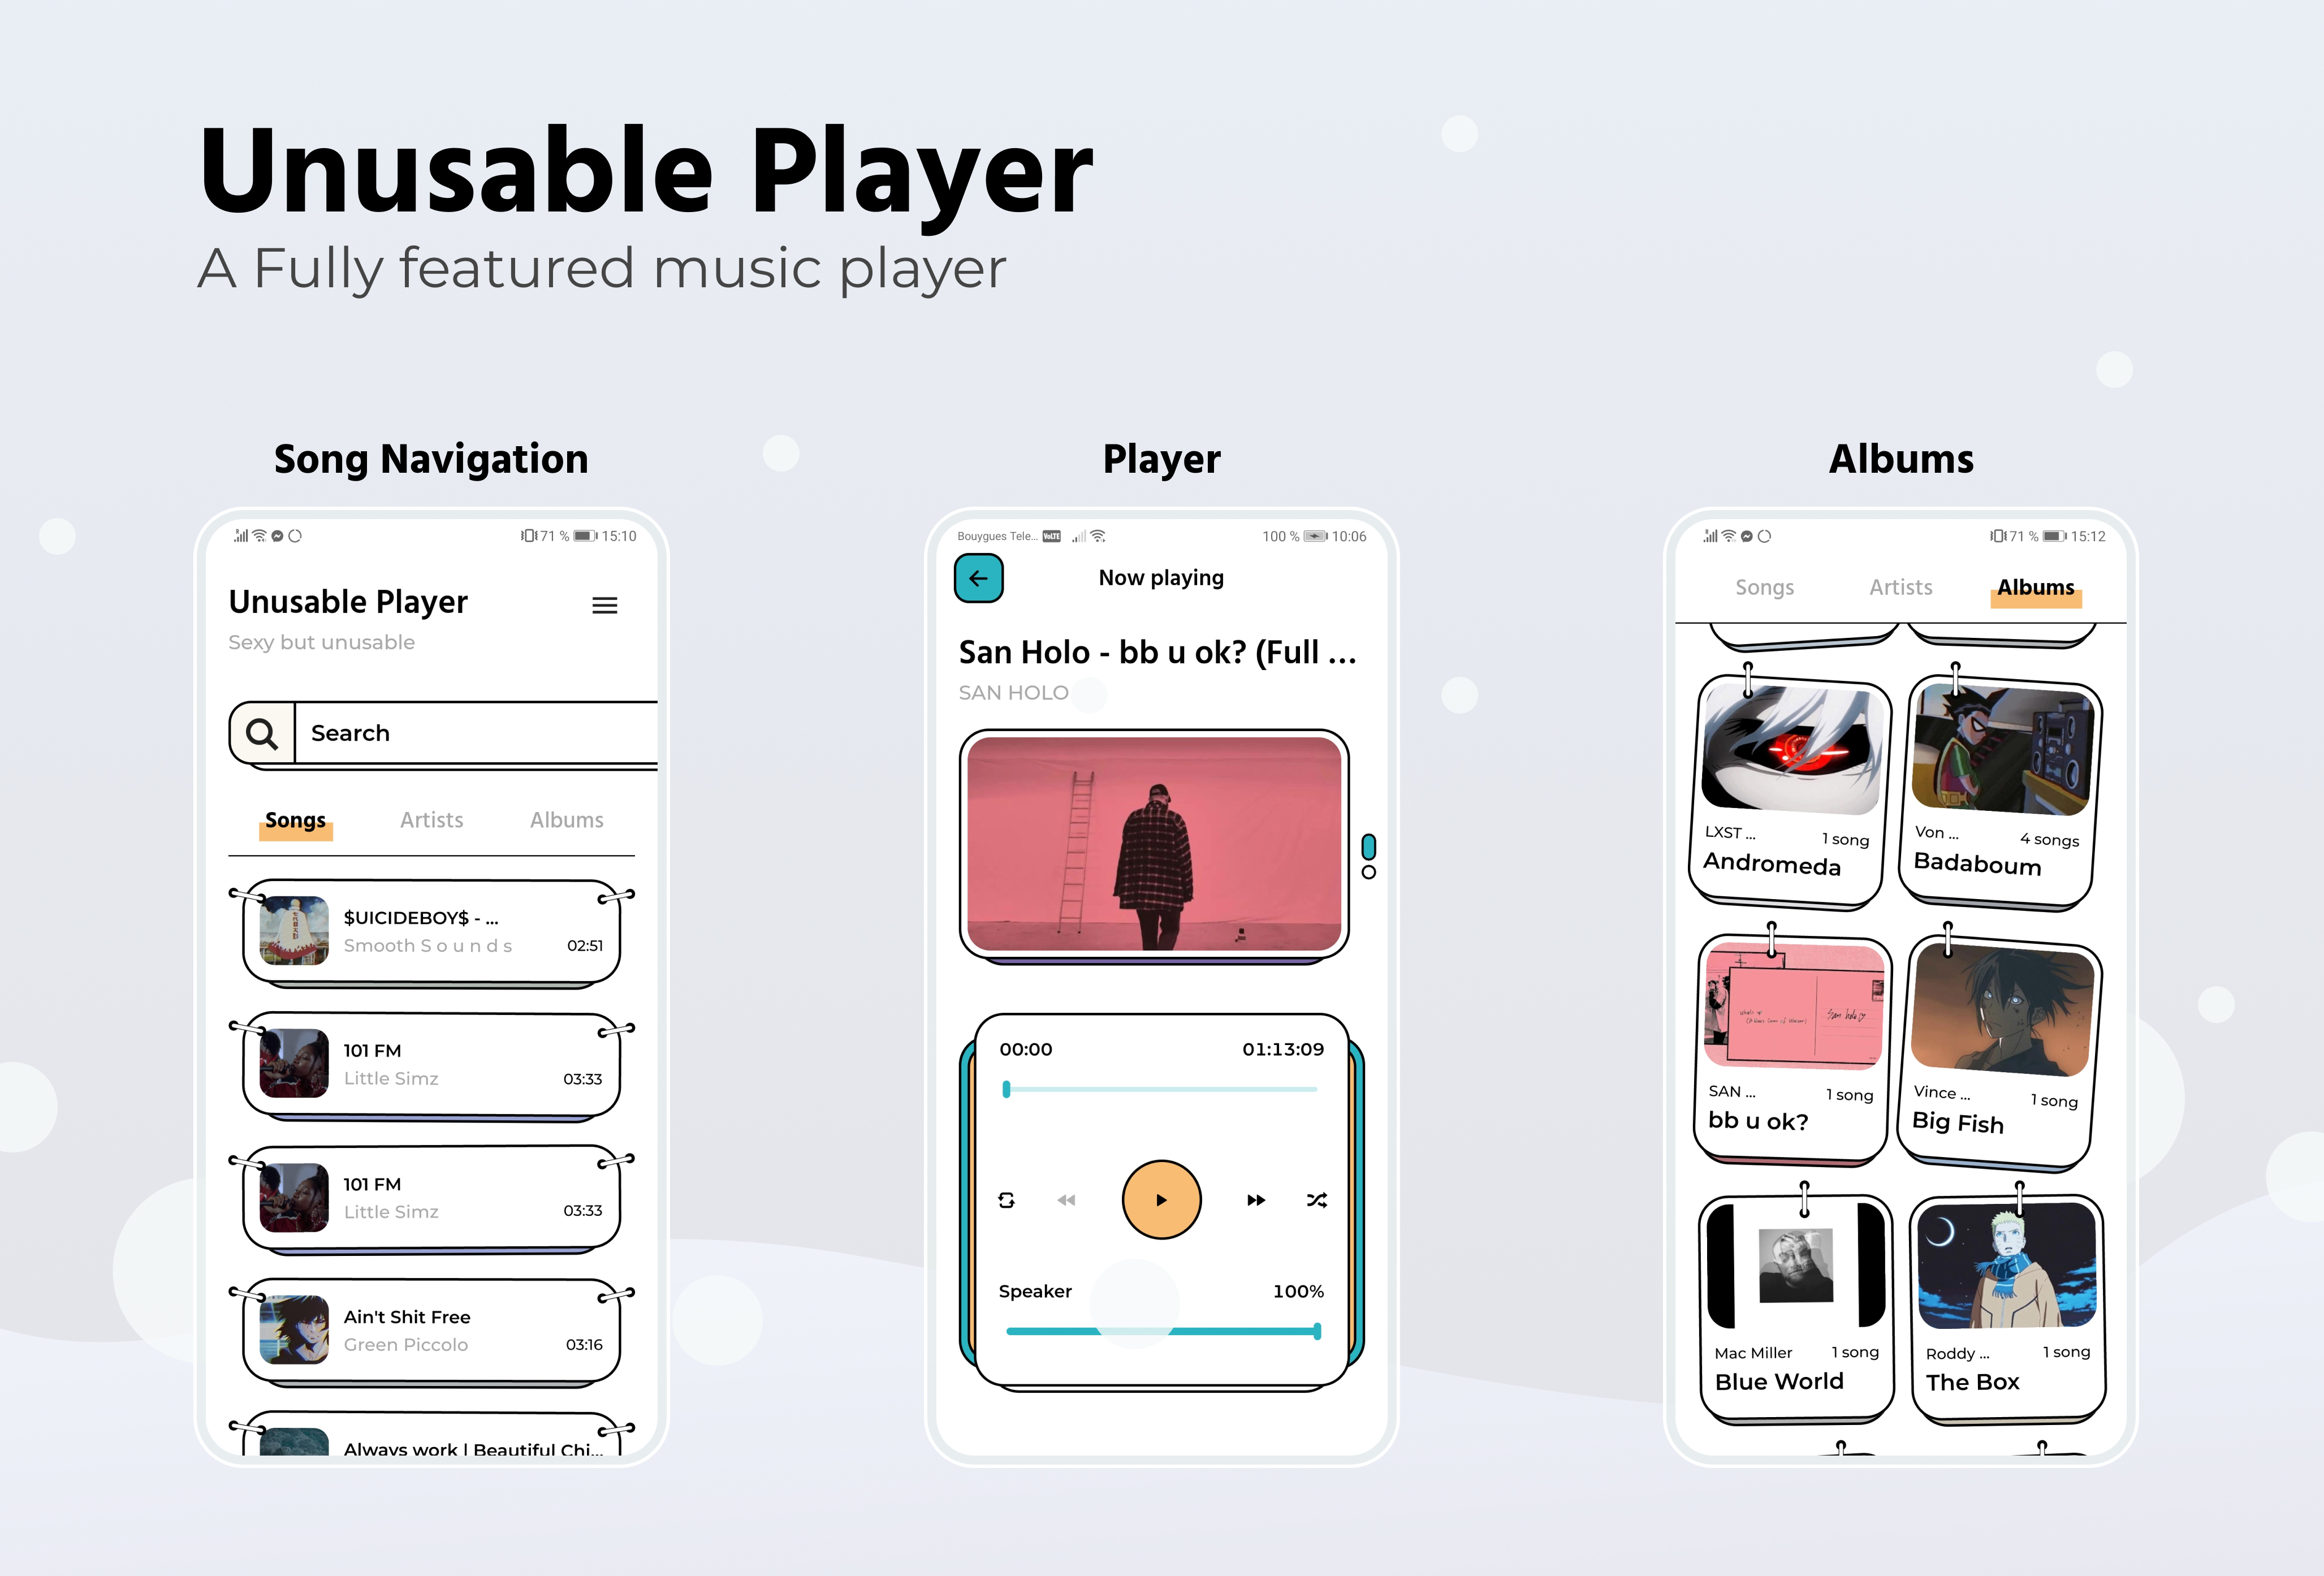 Unusable Player
A Fully featured music player
Song Navigation
71 % 15:10
Unusable Player
Sexy but unusable
Search
Songs Artists Albums
$UICIDEBOY$ - ...
Smooth S o u n d s 02:51
101 FM
Little Simz 03:33
101 FM
Little Simz 03:33
Ain't Shit Free
Green Piccolo 03:16
Always work | Beautiful Chi...
Player
Bouygues Tele... VoLTE 100 % 10:06
Now playing
San Holo - bb u ok? (Full ...
SAN HOLO
00:00 01:13:09
Speaker 100%
Albums
71 % 15:12
Songs Artists Albums
LXST ... 1 song
Andromeda
Von ... 4 songs
Badaboum
san holo
SAN ... 1 song
bb u ok?
Vince ... 1 song
Big Fish
Mac Miller 1 song
Blue World
Roddy ... 1 song
The Box